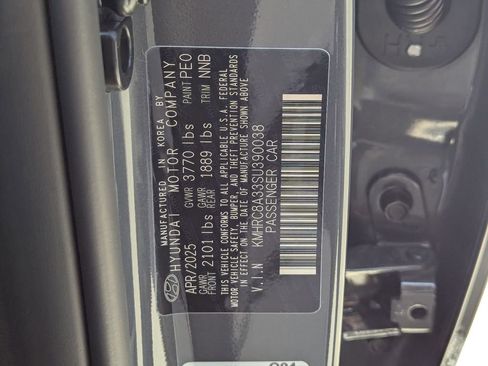 MANUFACTURED IN KOREA BY
HYUNDAI MOTOR COMPANY
APR/2025 GVWR 3770 lbs PAINT PE0
GAWR FRONT 2101 lbs GAWR REAR 1889 lbs TRIM NNB
THIS VEHICLE CONFORMS TO ALL APPLICABLE U.S.A. FEDERAL
MOTOR VEHICLE SAFETY, BUMPER, AND THEFT PREVENTION STANDARDS
IN EFFECT ON THE DATE OF MANUFACTURE SHOWN ABOVE.
V.I.N KMHRC8A33SU390038
PASSENGER CAR